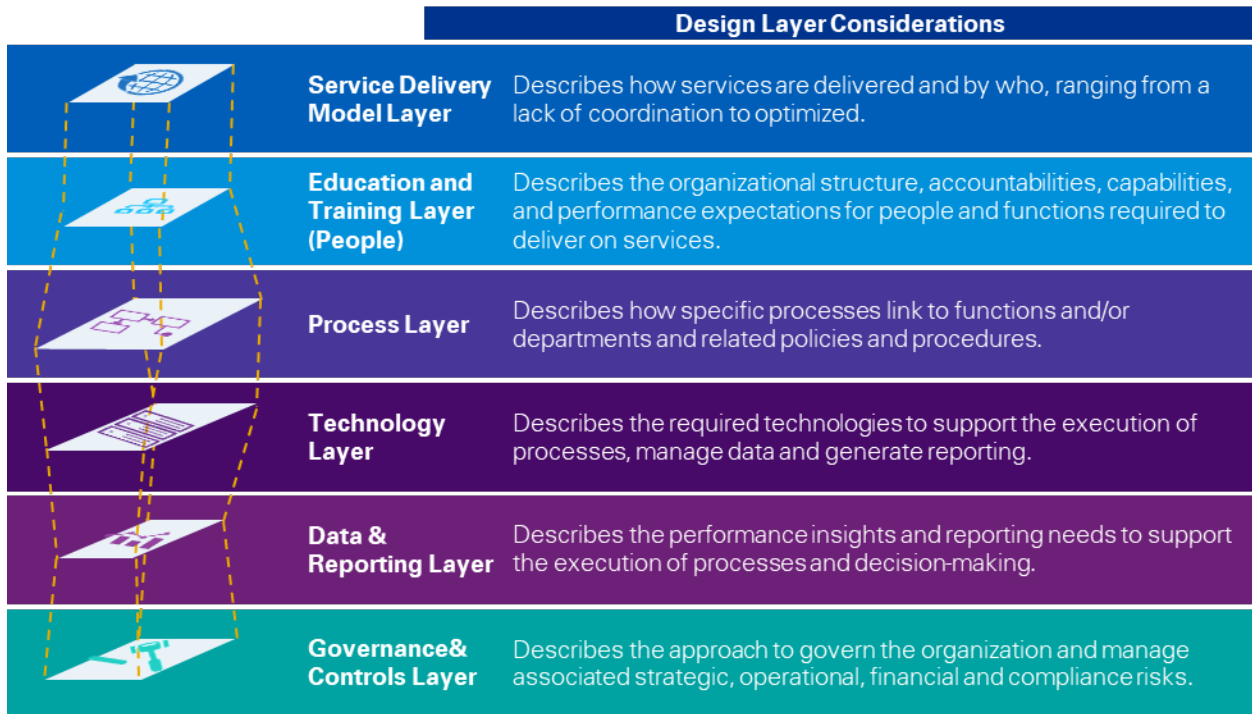 Design Layer Considerations
Service Delivery
Model Layer
Describes how services are delivered and by who, ranging from a
lack of coordination to optimized.
Education and
Training Layer
(People)
Describes the organizational structure, accountabilities, capabilities,
and performance expectations for people and functions required to
deliver on services.
Process Layer
Describes how specific processes link to functions and/or
departments and related policies and procedures.
Technology
Layer
Describes the required technologies to support the execution of
processes, manage data and generate reporting.
Data &
Reporting Layer
Describes the performance insights and reporting needs to support
the execution of processes and decision-making.
Governance&
Controls Layer
Describes the approach to govern the organization and manage
associated strategic, operational, financial and compliance risks.